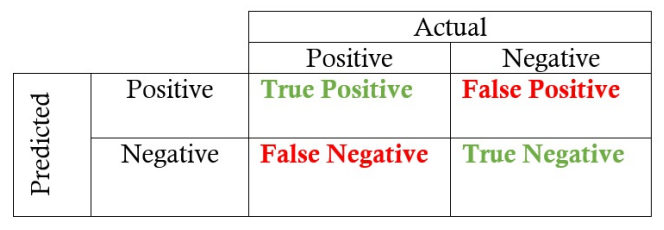 Actual
Positive Negative
Predicted
Positive True Positive False Positive
Negative False Negative True Negative